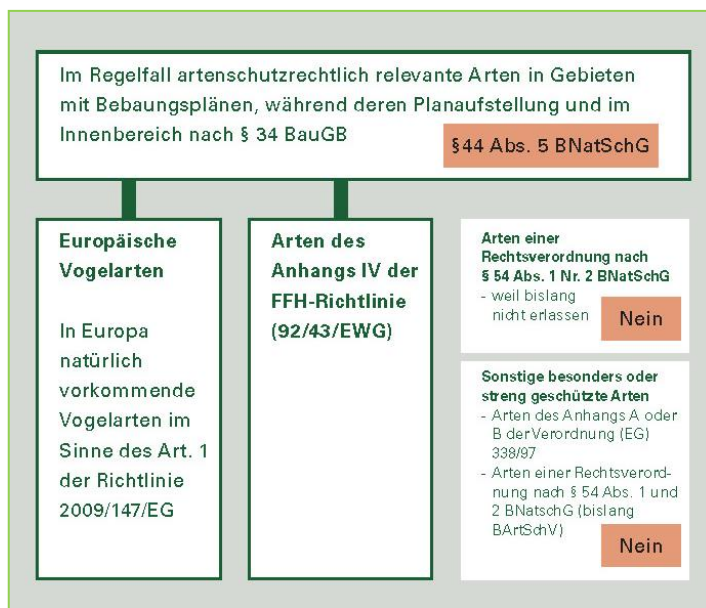 Im Regelfall artenschutzrechtlich relevante Arten in Gebieten
mit Bebaungsplänen, während deren Planaufstellung und im
Innenbereich nach § 34 BauGB
§44 Abs. 5 BNatSchG
Europäische
Vogelarten
In Europa
natürlich
vorkommende
Vogelarten im
Sinne des Art. 1
der Richtlinie
2009/147/EG
Arten des
Anhangs IV der
FFH-Richtlinie
(92/43/EWG)
Arten einer
Rechtsverordnung nach
§ 54 Abs. 1 Nr. 2 BNatSchG
- weil bislang
nicht erlassen
Nein
Sonstige besonders oder
streng geschützte Arten
- Arten des Anhangs A oder
B der Verordnung (EG)
338/97
- Arten einer Rechtsverord-
nung nach § 54 Abs. 1 und
2 BNatschG (bislang
BArtSchV)
Nein